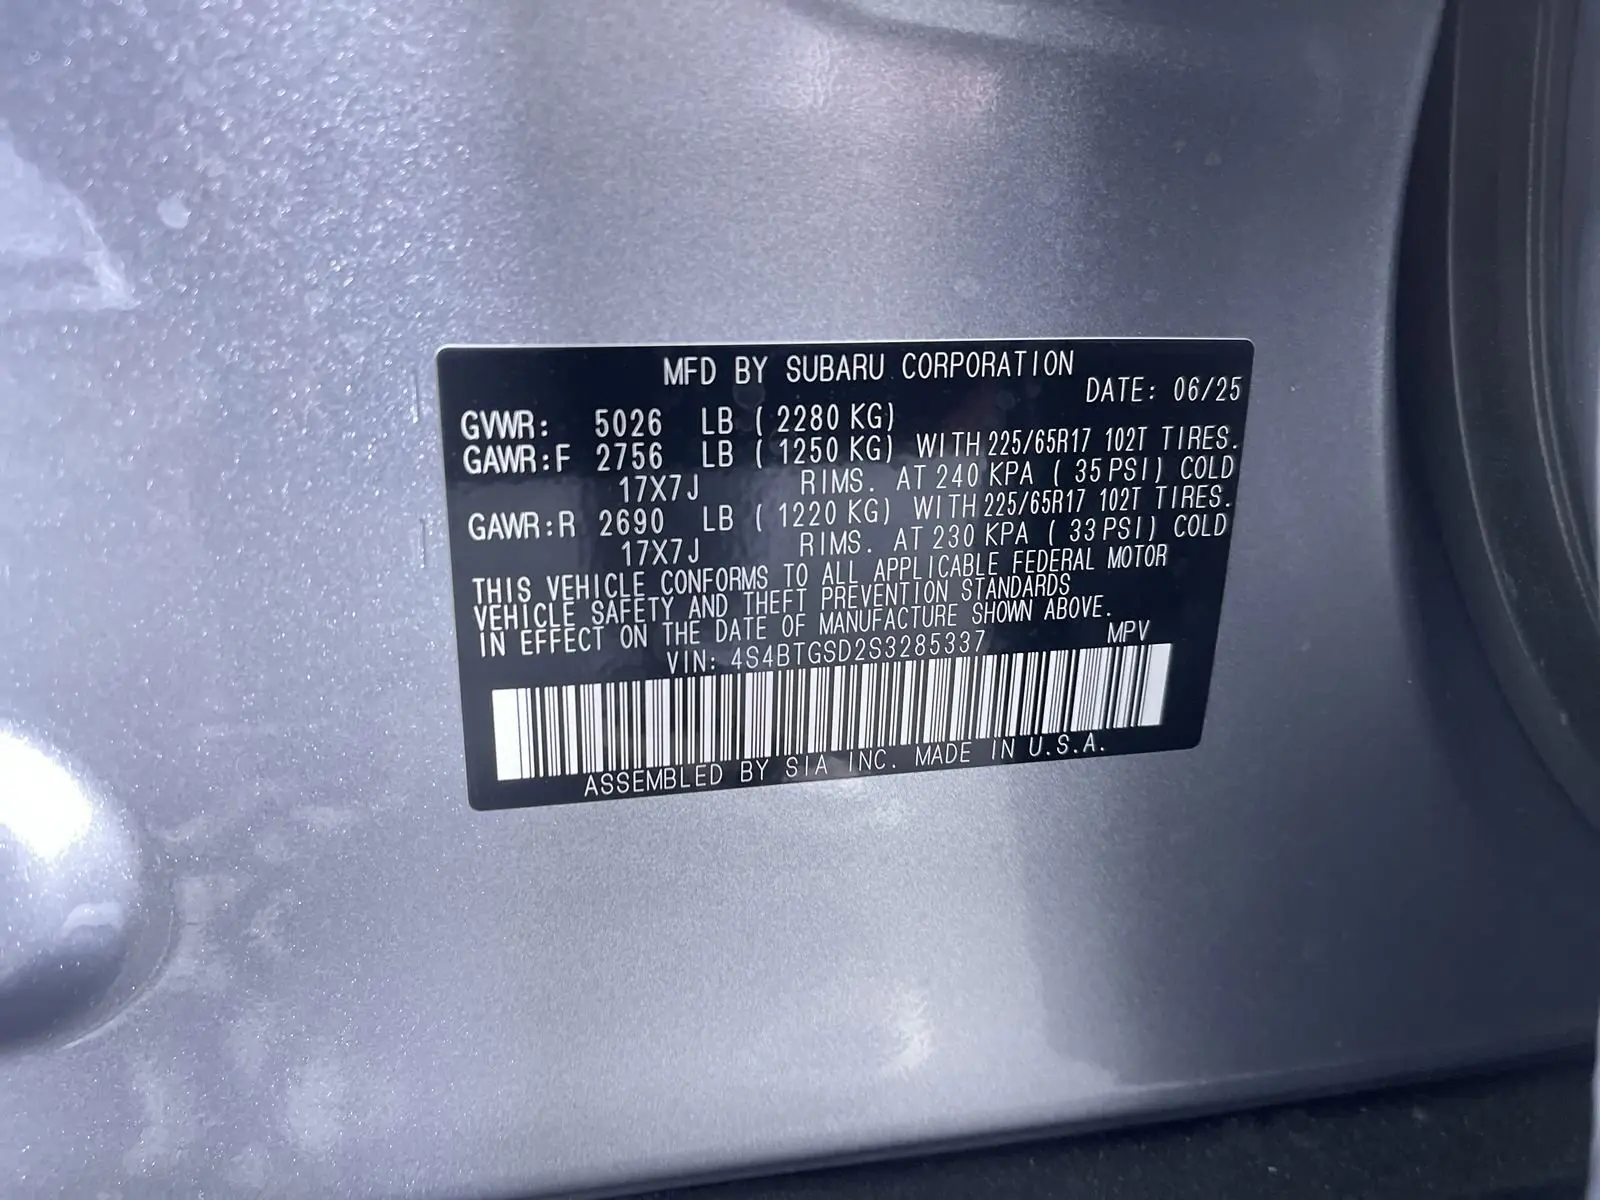 MFD BY SUBARU CORPORATION
DATE: 06/25
GVWR: 5026 LB ( 2280 KG)
GAWR:F 2756 LB ( 1250 KG) WITH 225/65R17 102T TIRES.
17X7J RIMS. AT 240 KPA ( 35 PSI) COLD
GAWR:R 2690 LB ( 1220 KG) WITH 225/65R17 102T TIRES.
17X7J RIMS. AT 230 KPA ( 33 PSI) COLD
THIS VEHICLE CONFORMS TO ALL APPLICABLE FEDERAL MOTOR
VEHICLE SAFETY AND THEFT PREVENTION STANDARDS
IN EFFECT ON THE DATE OF MANUFACTURE SHOWN ABOVE.
VIN: 4S4BTGSD2S3285337 MPV
ASSEMBLED BY SIA INC. MADE IN U.S.A.